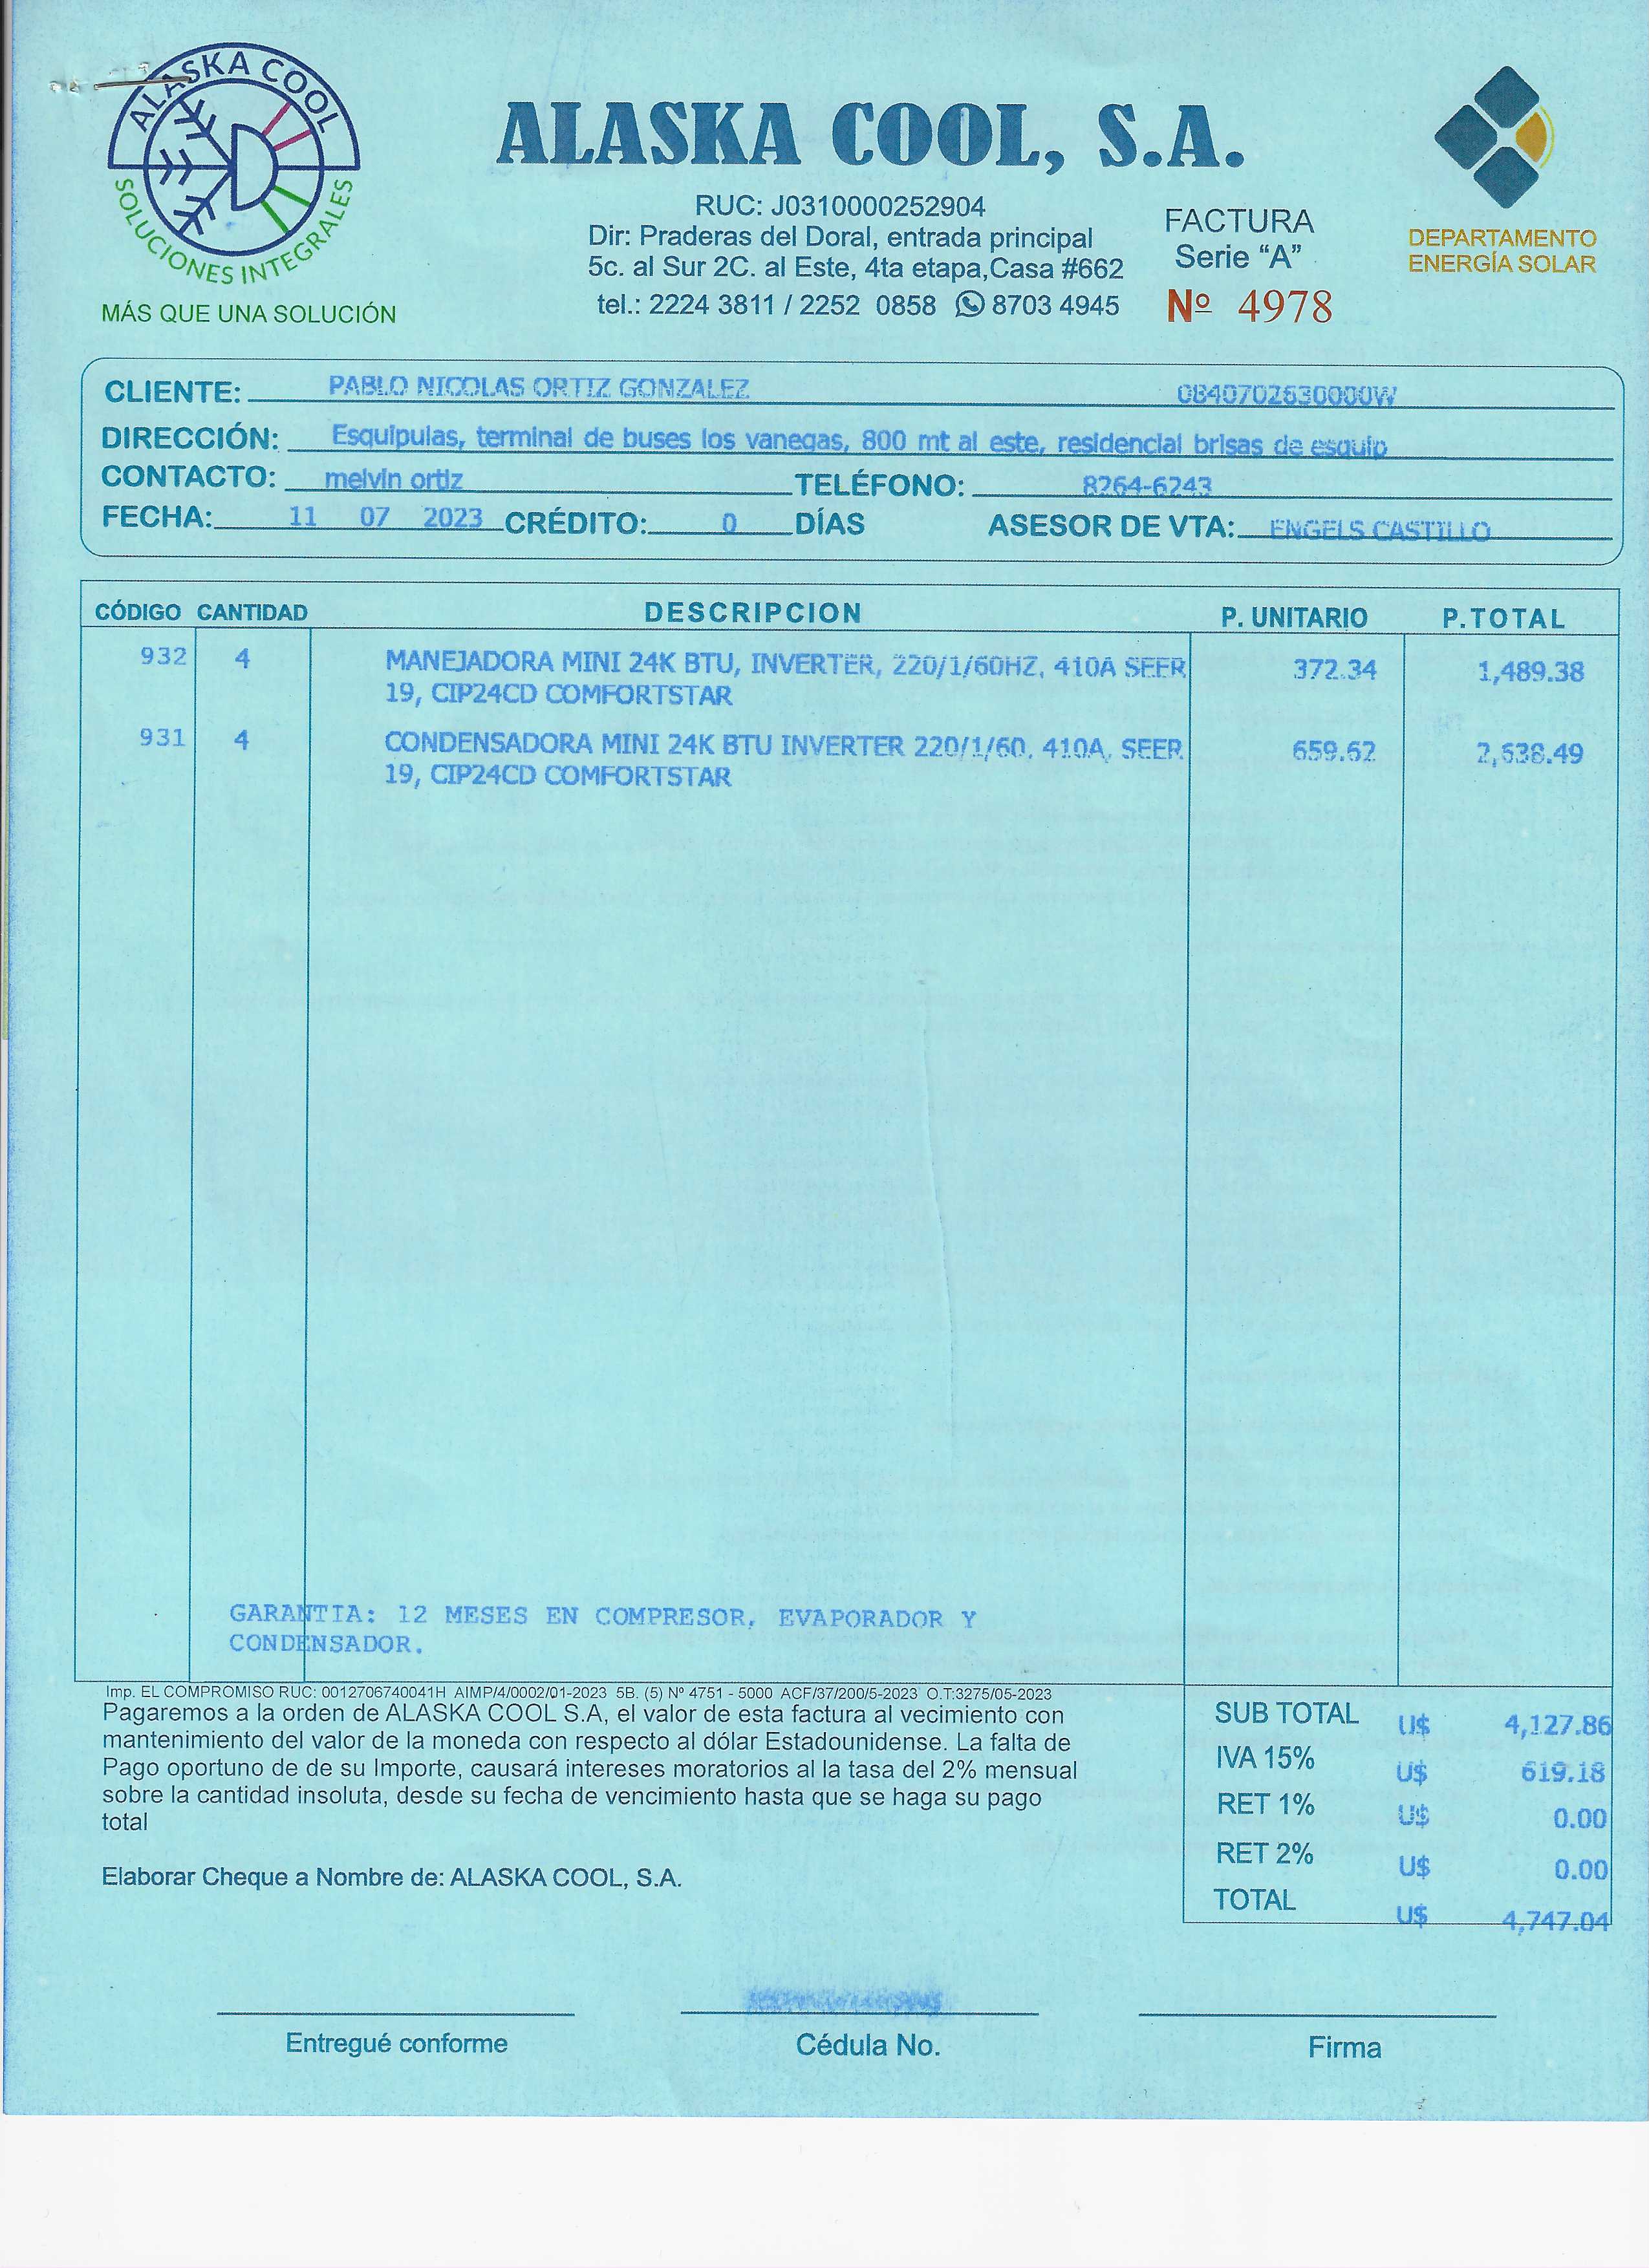 ALASKA COOL
SOLUCIONES INTEGRALES
MÁS QUE UNA SOLUCIÓN
ALASKA COOL, S.A.
RUC: J0310000252904
Dir: Praderas del Doral, entrada principal
5c. al Sur 2C. al Este, 4ta etapa,Casa #662
tel.: 2224 3811 / 2252 0858 8703 4945
FACTURA
Serie “A”
Nº 4978
DEPARTAMENTO
ENERGÍA SOLAR
CLIENTE: PABLO NICOLAS ORTIZ GONZALEZ 0840702630000W
DIRECCIÓN: Esquipulas, terminal de buses los vanegas, 800 mt al este, residencial brisas de esquip
CONTACTO: melvin ortiz TELÉFONO: 8264-6243
FECHA: 11 07 2023 CRÉDITO: 0 DÍAS ASESOR DE VTA: ENGELS CASTILLO
CÓDIGO CANTIDAD DESCRIPCION P. UNITARIO P.TOTAL
932 4 MANEJADORA MINI 24K BTU, INVERTER, 220/1/60HZ, 410A SEER 372.34 1,489.38
19, CIP24CD COMFORTSTAR
931 4 CONDENSADORA MINI 24K BTU INVERTER 220/1/60, 410A, SEER 659.62 2,638.49
19, CIP24CD COMFORTSTAR
GARANTIA: 12 MESES EN COMPRESOR, EVAPORADOR Y
CONDENSADOR.
Imp. EL COMPROMISO RUC: 0012706740041H AIMP/4/0002/01-2023 5B. (5) Nº 4751 - 5000 ACF/37/200/5-2023 O.T:3275/05-2023
Pagaremos a la orden de ALASKA COOL S.A, el valor de esta factura al vecimiento con
mantenimiento del valor de la moneda con respecto al dólar Estadounidense. La falta de
Pago oportuno de de su Importe, causará intereses moratorios al la tasa del 2% mensual
sobre la cantidad insoluta, desde su fecha de vencimiento hasta que se haga su pago
total
Elaborar Cheque a Nombre de: ALASKA COOL, S.A.
SUB TOTAL U$ 4,127.86
IVA 15% U$ 619.18
RET 1% U$ 0.00
RET 2% U$ 0.00
TOTAL U$ 4,747.04
Entregué conforme
Cédula No.
Firma